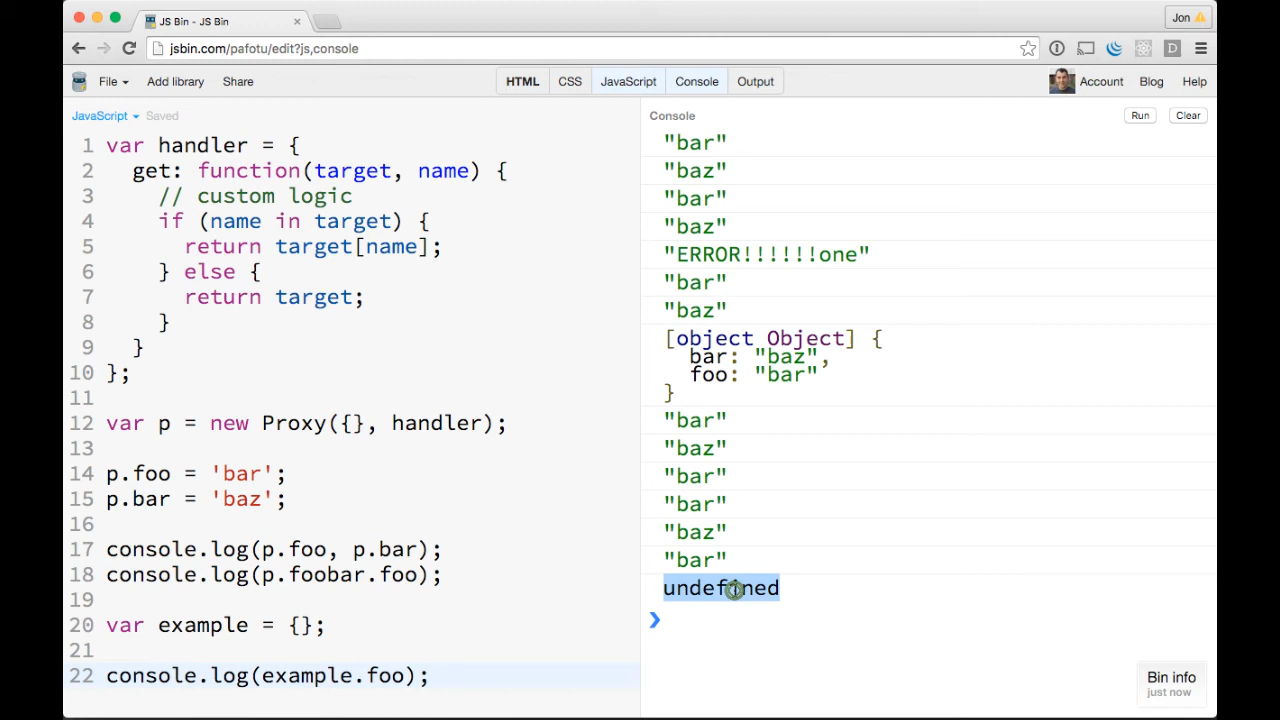 JS Bin - JS Bin
Jon
jsbin.com/pafotu/edit?js,console
File
Add library
Share
HTML
CSS
JavaScript
Console
Output
Account
Blog
Help
JavaScript
Saved
1 var handler = {
2 get: function(target, name) {
3 // custom logic
4 if (name in target) {
5 return target[name];
6 } else {
7 return target;
8 }
9 }
10 };
11
12 var p = new Proxy({}, handler);
13
14 p.foo = 'bar';
15 p.bar = 'baz';
16
17 console.log(p.foo, p.bar);
18 console.log(p.foobar.foo);
19
20 var example = {};
21
22 console.log(example.foo);
Console
Run
Clear
"bar"
"baz"
"bar"
"baz"
"ERROR!!!!!!one"
"bar"
"baz"
[object Object] {
bar: "baz",
foo: "bar"
}
"bar"
"baz"
"bar"
"bar"
"baz"
"bar"
undefined
Bin info
just now